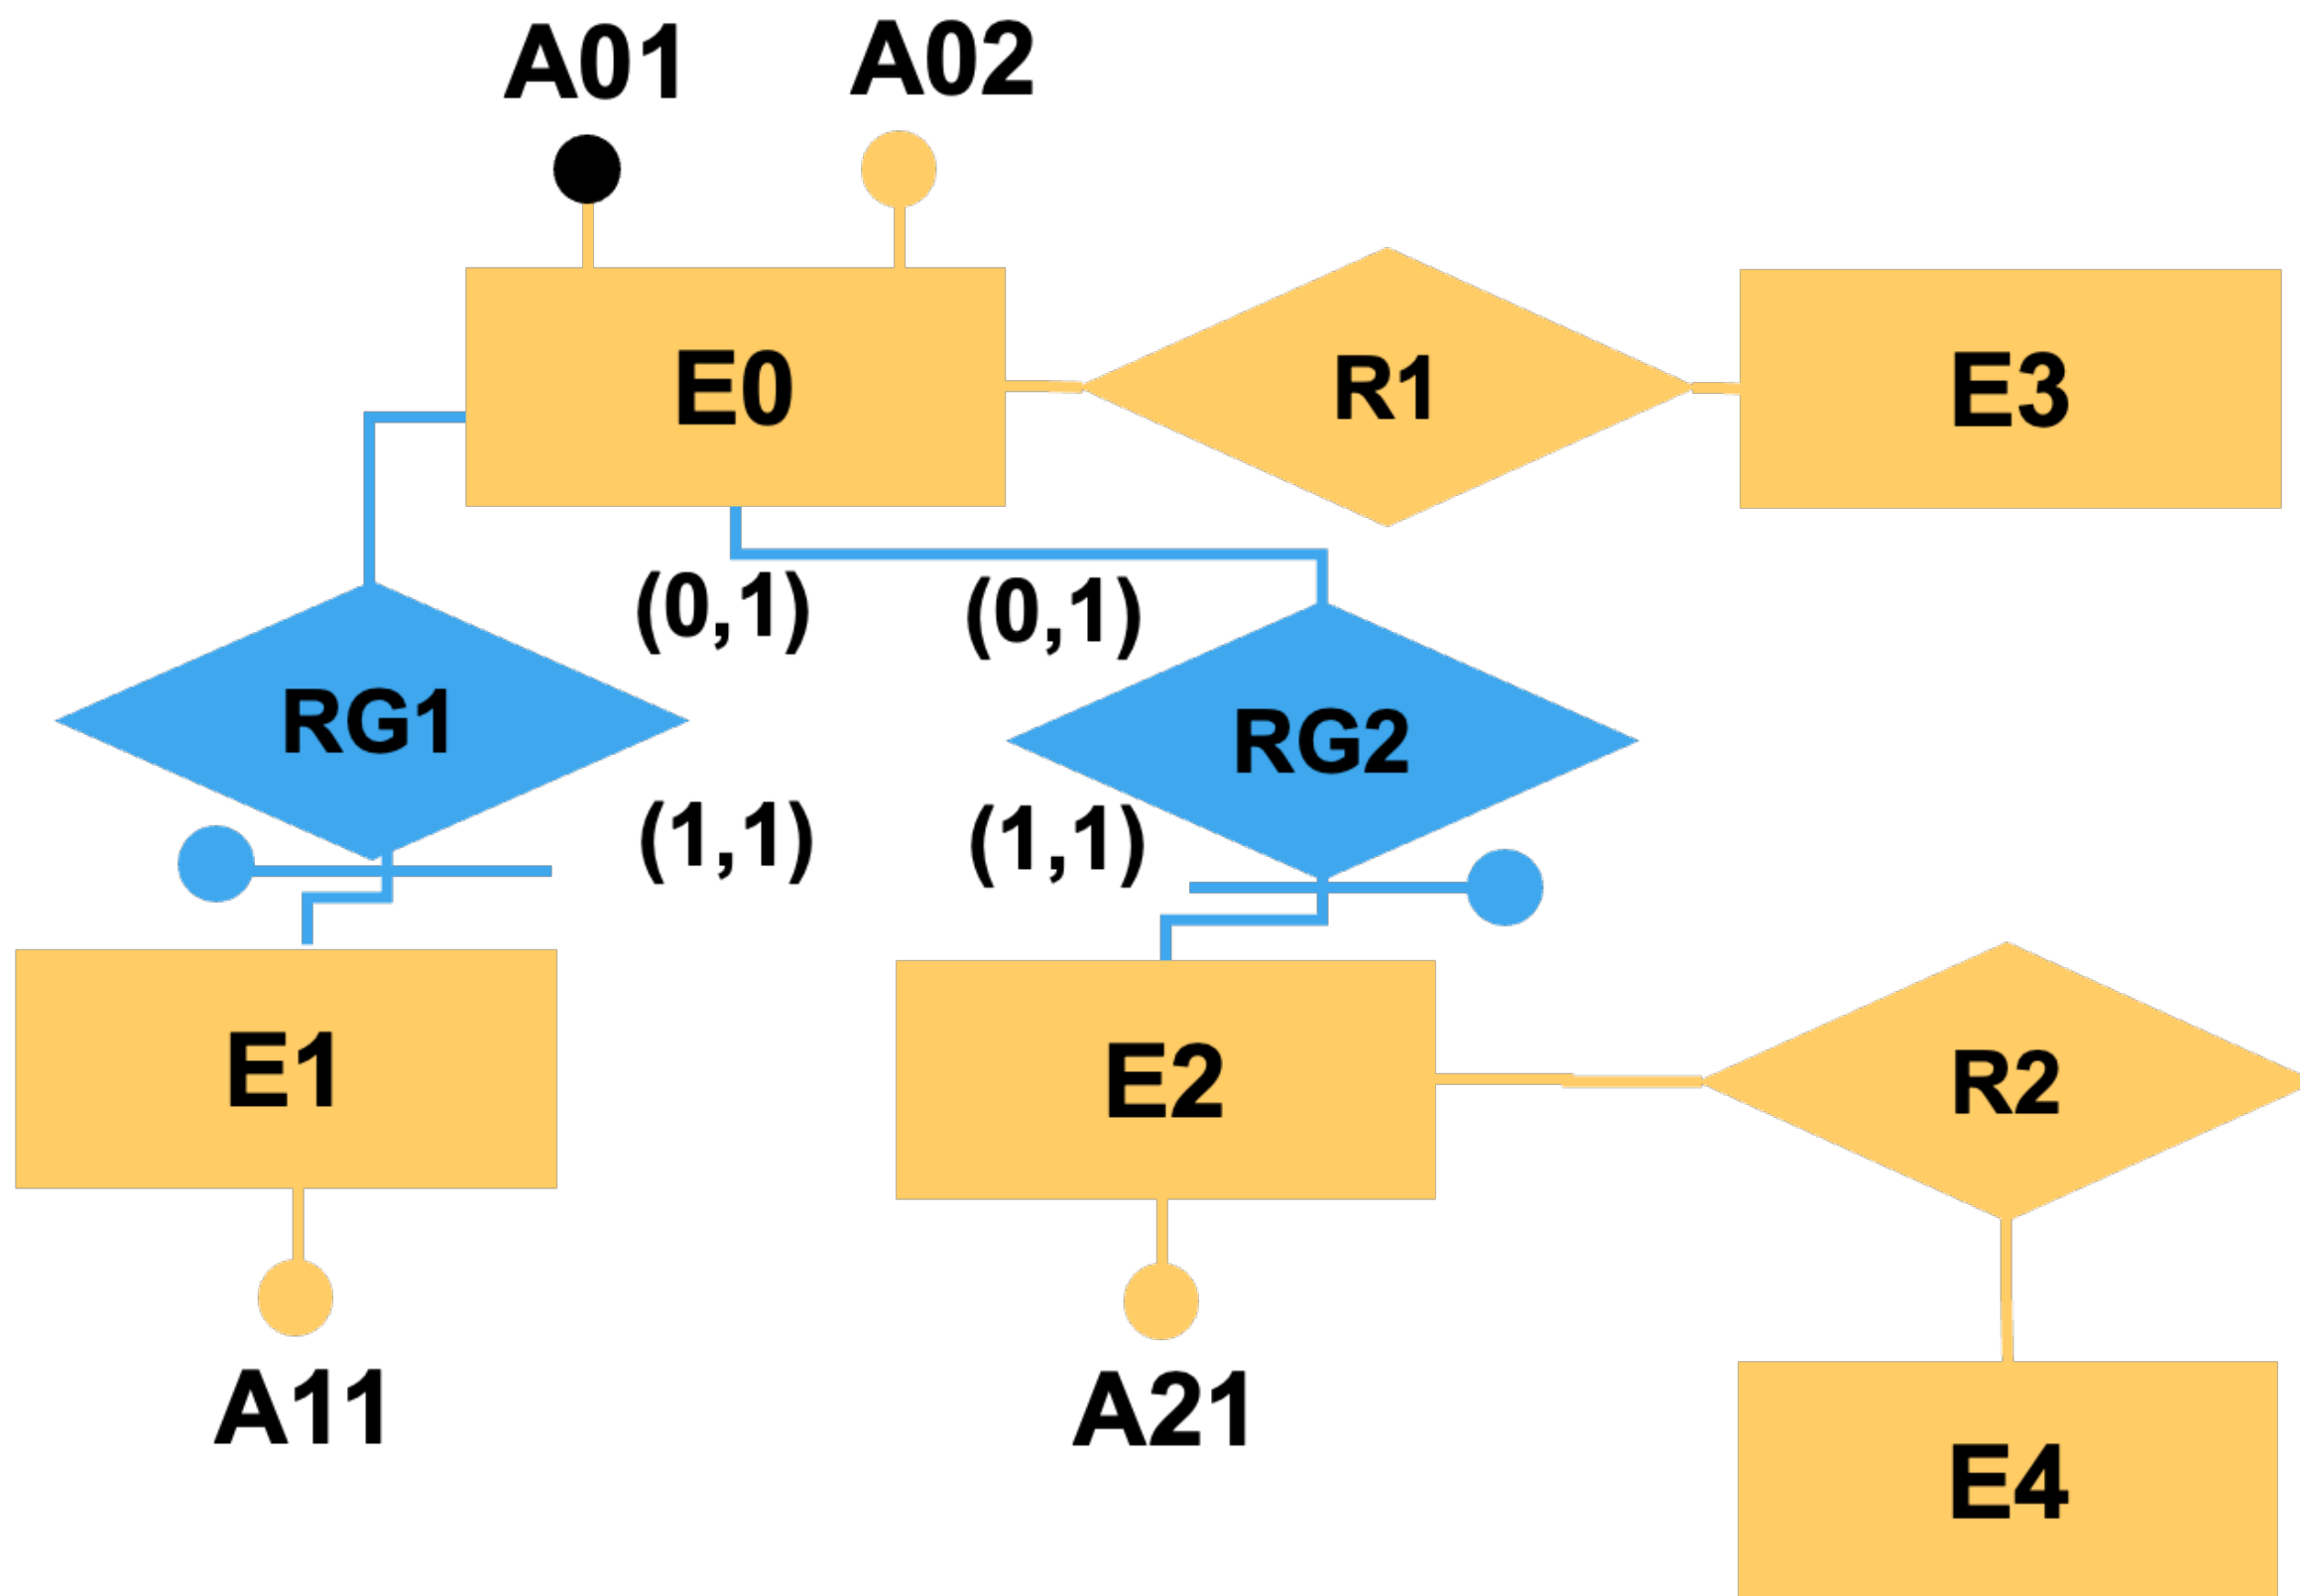 A01 A02
E0 R1 E3
(0,1) (0,1)
RG1 RG2
(1,1) (1,1)
E1 E2 R2
A11 A21
E4